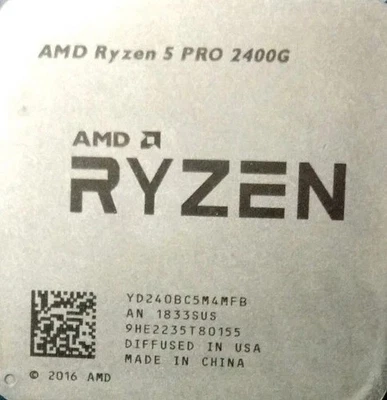 AMD Ryzen 5 PRO 2400G
AMD
RYZEN
YD240BC5M4MFB
AN 1833SUS
9HE2235T80155
DIFFUSED IN USA
MADE IN CHINA
© 2016 AMD